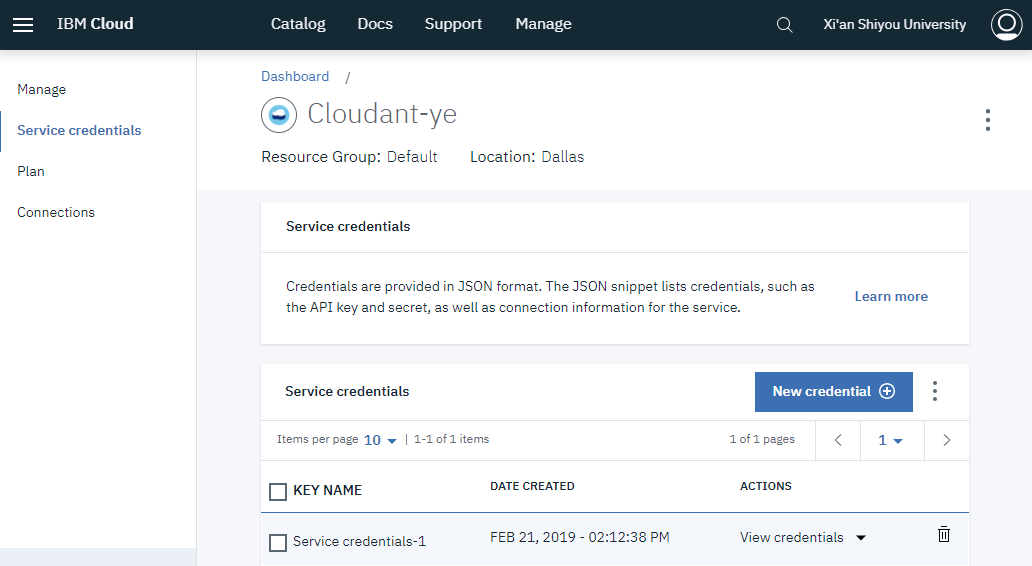 IBM Cloud Catalog Docs Support Manage Xi'an Shiyou University
Manage
Service credentials
Plan
Connections
Dashboard /
Cloudant-ye
Resource Group: Default Location: Dallas
Service credentials
Credentials are provided in JSON format. The JSON snippet lists credentials, such as
the API key and secret, as well as connection information for the service.
Learn more
Service credentials New credential
Items per page 10 | 1-1 of 1 items 1 of 1 pages 1
KEY NAME DATE CREATED ACTIONS
Service credentials-1 FEB 21, 2019 - 02:12:38 PM View credentials